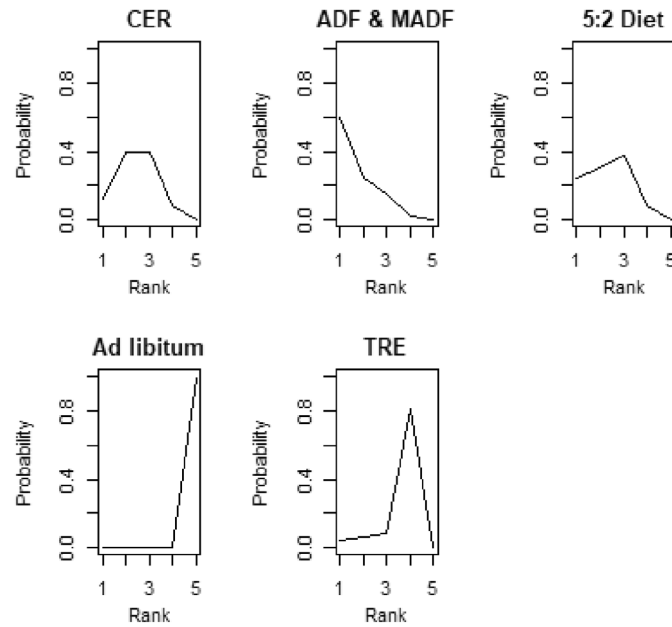 CER
Probability
0.0 0.4 0.8
1 3 5
Rank
ADF & MADF
Probability
0.0 0.4 0.8
1 3 5
Rank
5:2 Diet
Probability
0.0 0.4 0.8
1 3 5
Rank
Ad libitum
Probability
0.0 0.4 0.8
1 3 5
Rank
TRE
Probability
0.0 0.4 0.8
1 3 5
Rank